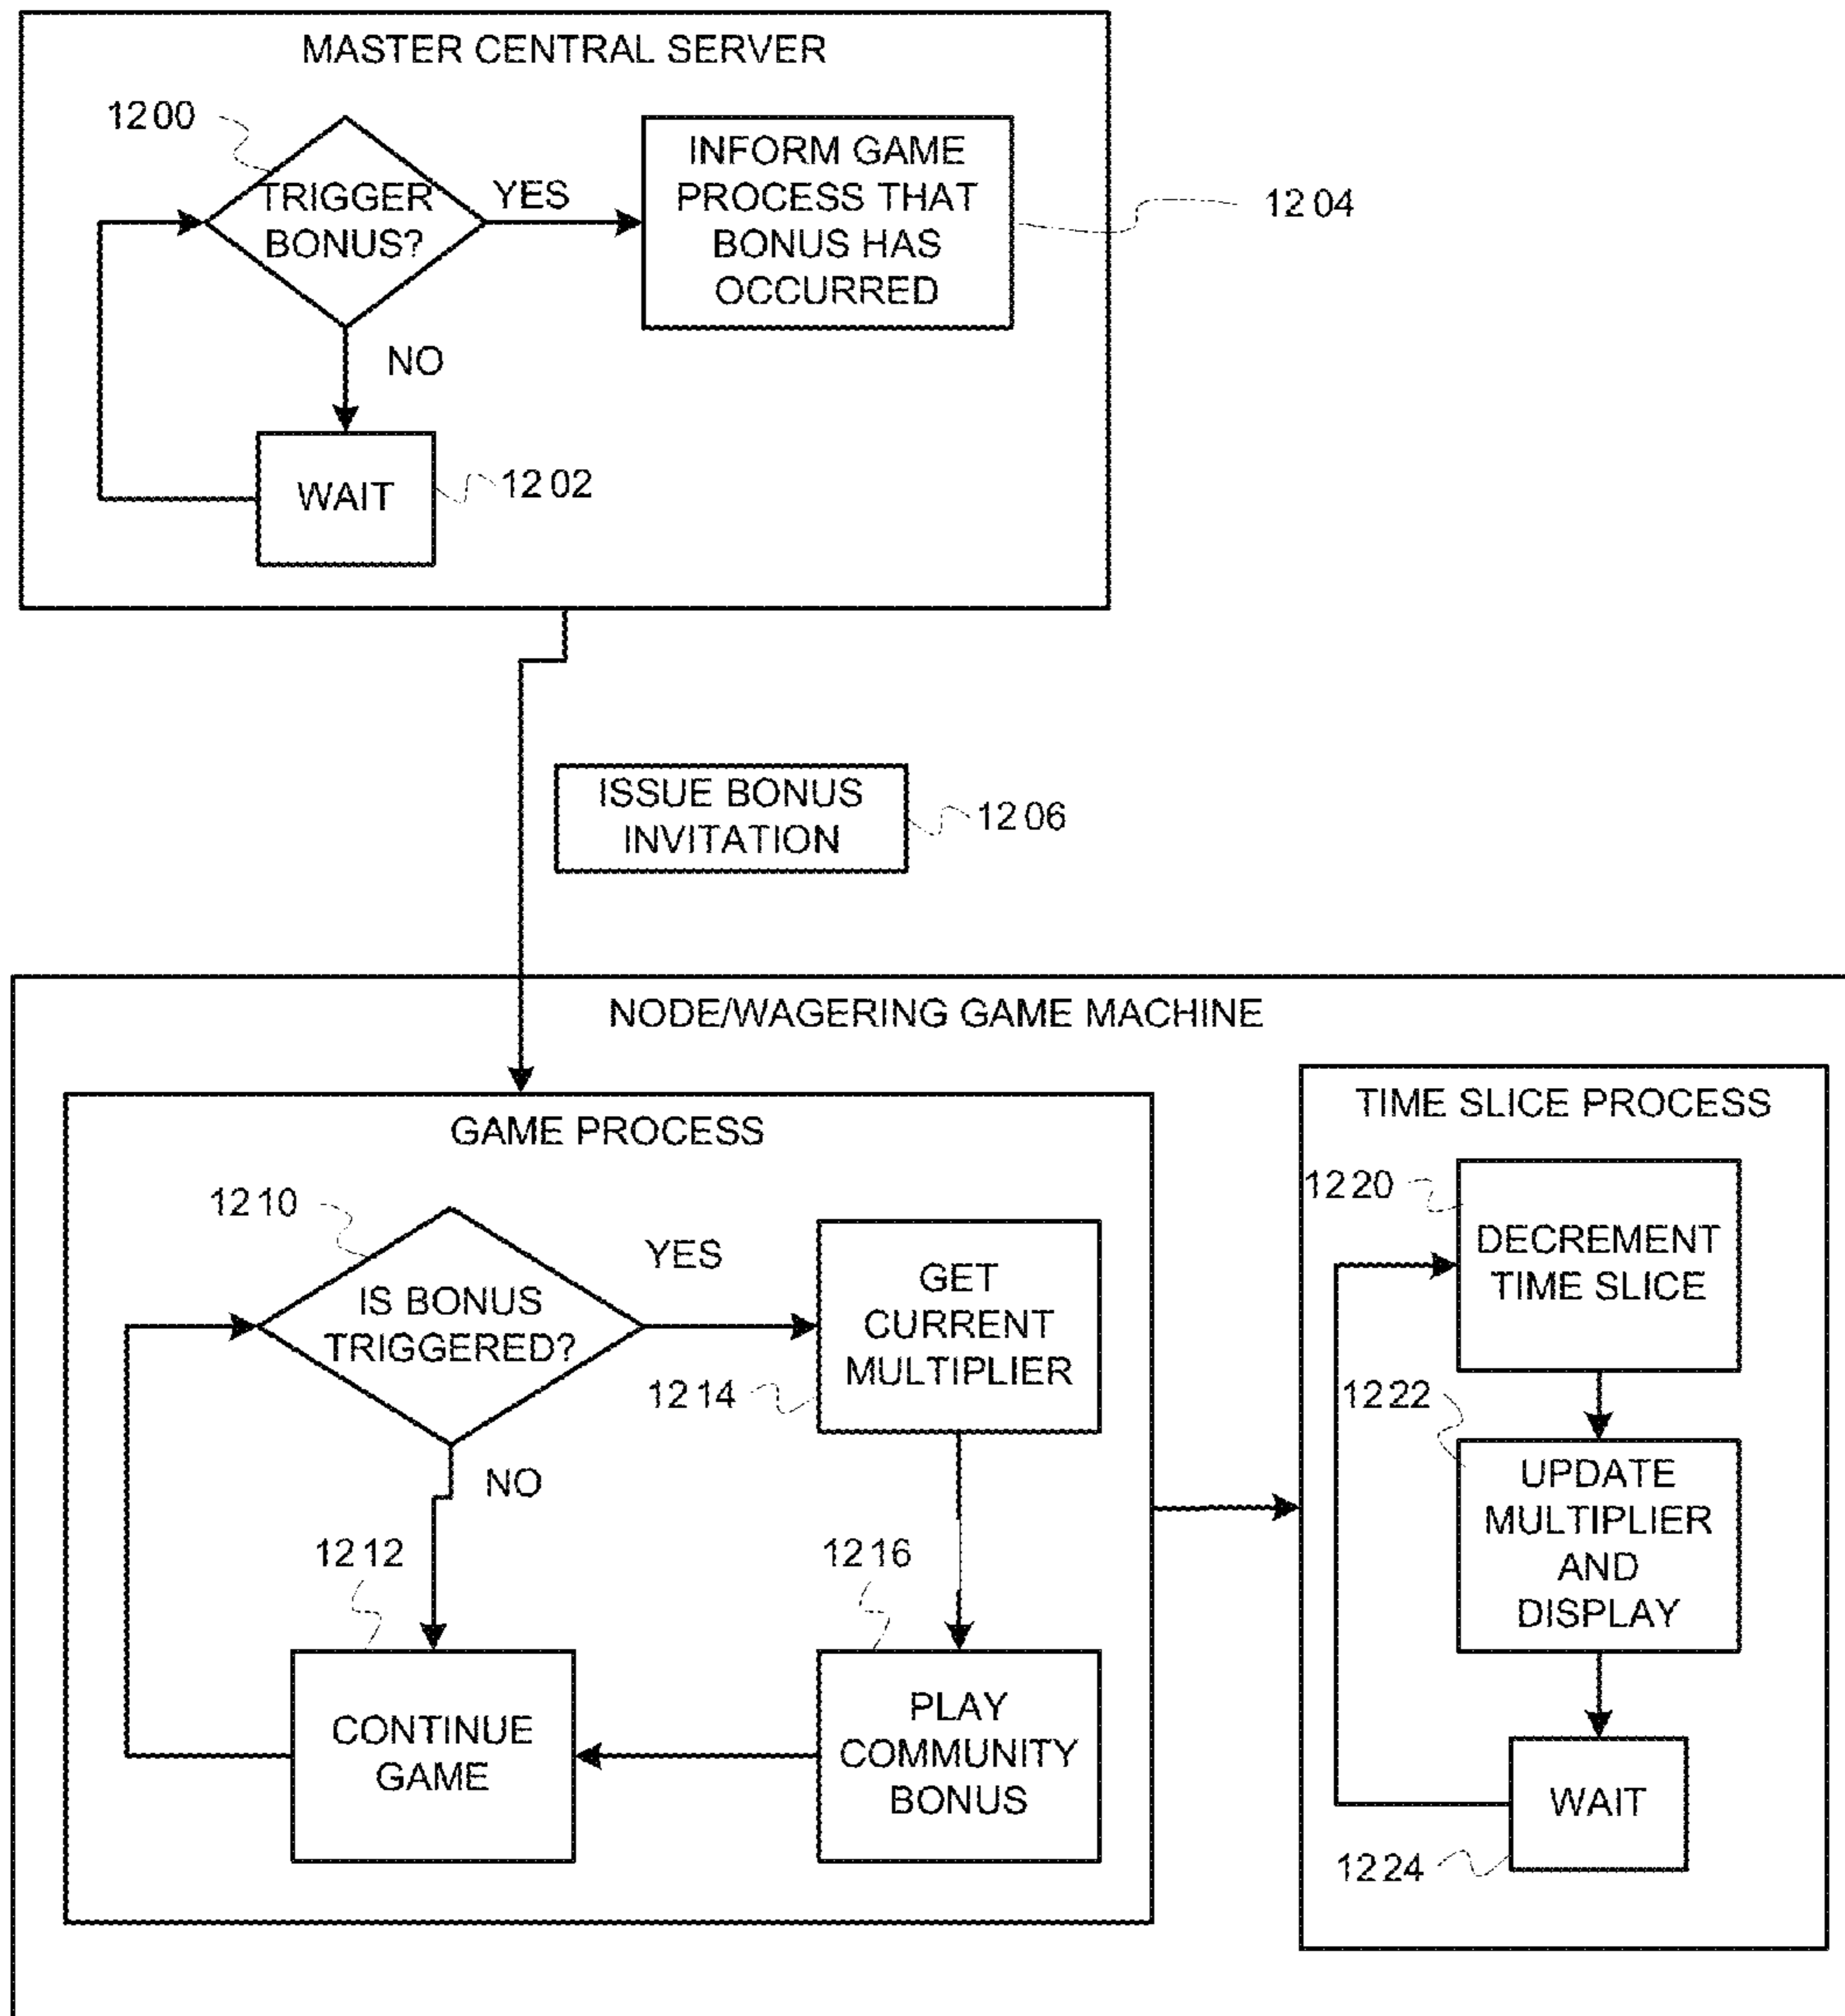 MASTER CENTRAL SERVER
1200
TRIGGER
BONUS?
YES
INFORM GAME
PROCESS THAT
BONUS HAS
OCCURRED
1204
NO
WAIT
1202
ISSUE BONUS
INVITATION
1206
NODE/WAGERING GAME MACHINE
GAME PROCESS
1210
IS BONUS
TRIGGERED?
YES
GET
CURRENT
MULTIPLIER
1214
NO
1212
CONTINUE
GAME
1216
PLAY
COMMUNITY
BONUS
TIME SLICE PROCESS
1220
DECREMENT
TIME SLICE
1222
UPDATE
MULTIPLIER
AND
DISPLAY
WAIT
1224